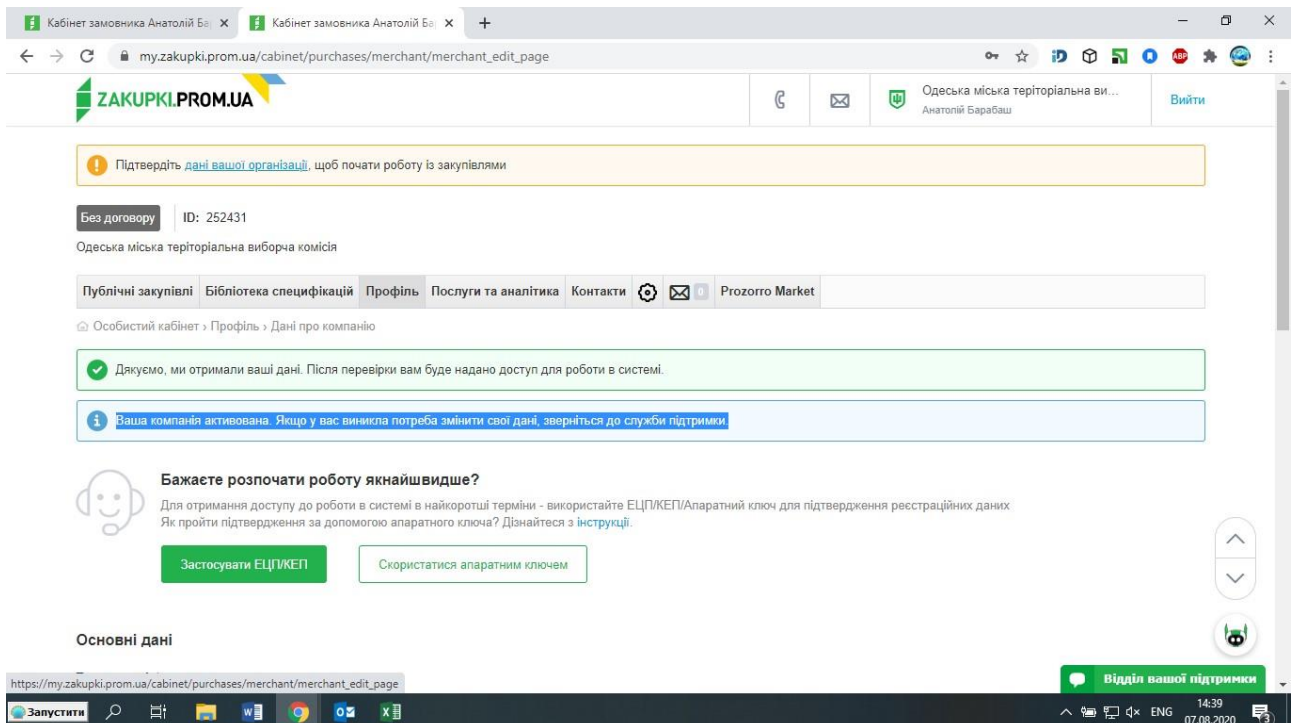 Кабінет замовника Анатолій Ба
Кабінет замовника Анатолій Ба
my.zakupki.prom.ua/cabinet/purchases/merchant/merchant_edit_page
ABP
ZAKUPKI.PROM.UA
Одеська міська теріторіальна ви...
Анатолій Барабаш
Вийти
Підтвердіть дані вашої організації, щоб почати роботу із закупівлями
Без договору ID: 252431
Одеська міська теріторіальна виборча комісія
Публічні закупівлі Бібліотека специфікацій Профіль Послуги та аналітика Контакти 0 Prozorro Market
Особистий кабінет › Профіль › Дані про компанію
Дякуємо, ми отримали ваші дані. Після перевірки вам буде надано доступ для роботи в системі.
Ваша компанія активована. Якщо у вас виникла потреба змінити свої дані, зверніться до служби підтримки.
Бажаєте розпочати роботу якнайшвидше?
Для отримання доступу до роботи в системі в найкоротші терміни - використайте ЕЦП/КЕП/Апаратний ключ для підтвердження реєстраційних даних
Як пройти підтвердження за допомогою апаратного ключа? Дізнайтеся з інструкції.
Застосувати ЕЦП/КЕП
Скористатися апаратним ключем
Основні дані
https://my.zakupki.prom.ua/cabinet/purchases/merchant/merchant_edit_page
Відділ вашої підтримки
Запустити
ENG
14:39
07.08.2020
3